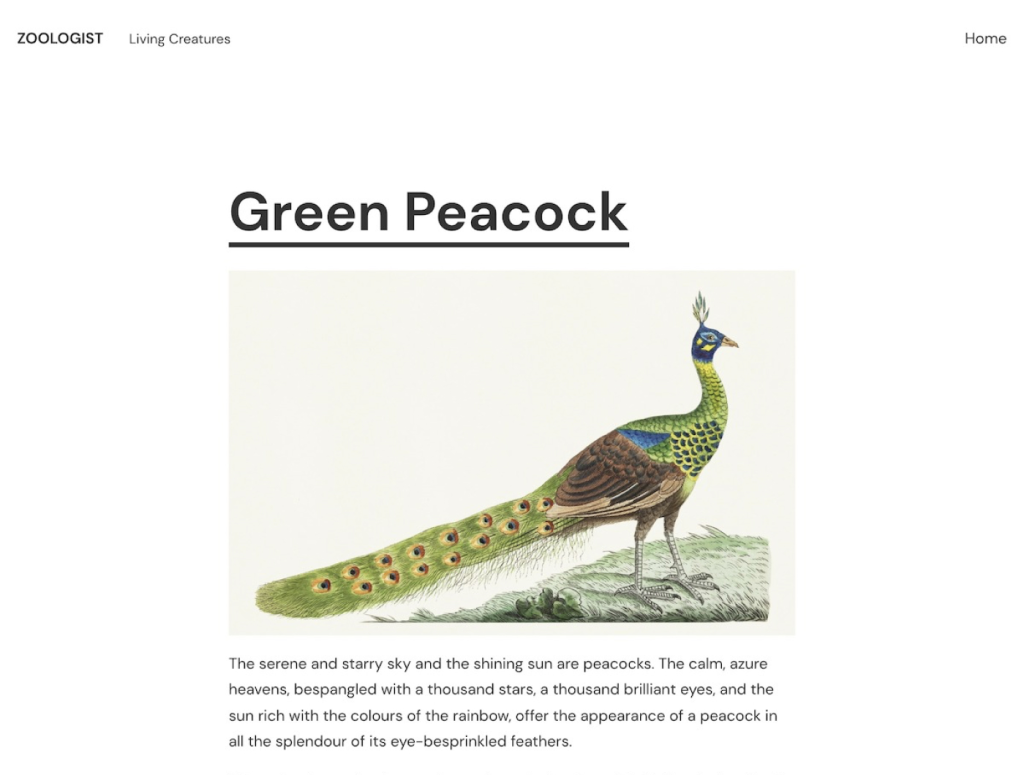 ZOOLOGIST Living Creatures Home
Green Peacock
The serene and starry sky and the shining sun are peacocks. The calm, azure
heavens, bespangled with a thousand stars, a thousand brilliant eyes, and the
sun rich with the colours of the rainbow, offer the appearance of a peacock in
all the splendour of its eye-besprinkled feathers.